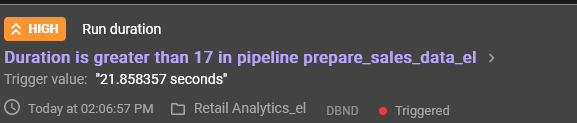 HIGH Run duration
Duration is greater than 17 in pipeline prepare_sales_data_el
Trigger value: "21.858357 seconds"
Today at 02:06:57 PM Retail Analytics_el DBND Triggered